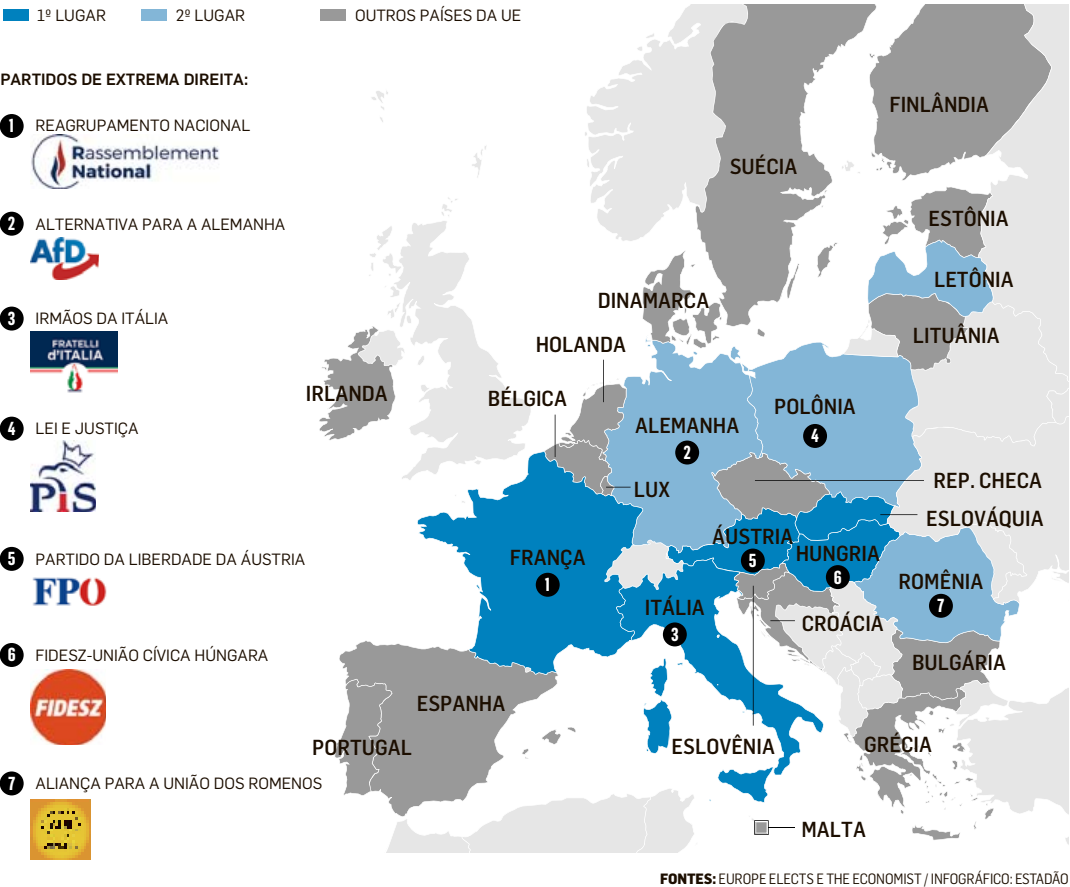 1º LUGAR
2º LUGAR
OUTROS PAÍSES DA UE
PARTIDOS DE EXTREMA DIREITA:
1 REAGRUPAMENTO NACIONAL
Rassemblement
National
2 ALTERNATIVA PARA A ALEMANHA
AfD
3 IRMÃOS DA ITÁLIA
FRATELLI
d'ITALIA
4 LEI E JUSTIÇA
PiS
5 PARTIDO DA LIBERDADE DA ÁUSTRIA
FPO
6 FIDESZ-UNIÃO CÍVICA HÚNGARA
FIDESZ
7 ALIANÇA PARA A UNIÃO DOS ROMENOS
FINLÂNDIA
SUÉCIA
ESTÔNIA
LETÔNIA
DINAMARCA
LITUÂNIA
HOLANDA
IRLANDA
BÉLGICA
POLÔNIA
4
ALEMANHA
2
REP. CHECA
LUX
ESLOVÁQUIA
ÁUSTRIA
5
HUNGRIA
6
FRANÇA
1
ROMÊNIA
7
ITÁLIA
3
CROÁCIA
BULGÁRIA
ESPANHA
PORTUGAL
ESLOVÊNIA
GRÉCIA
MALTA
FONTES: EUROPE ELECTS E THE ECONOMIST / INFOGRÁFICO: ESTADÃO